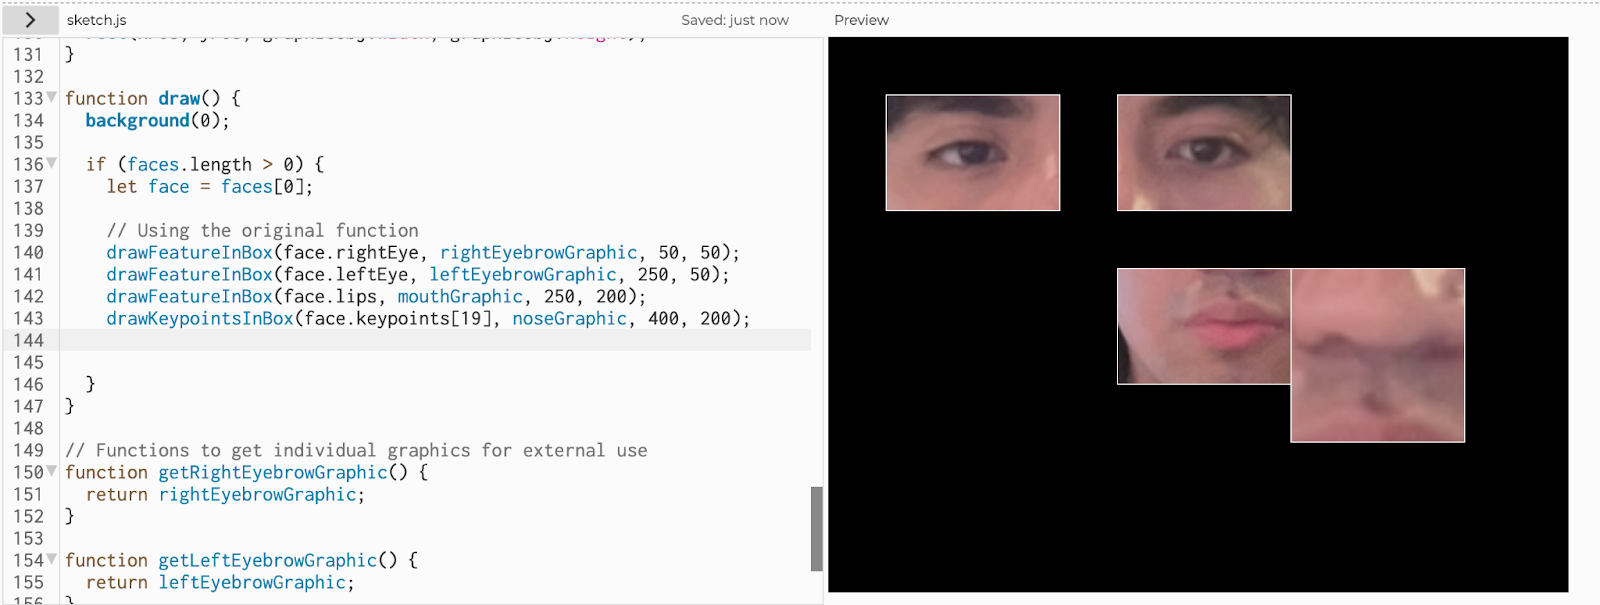 sketch.js
Saved: just now
Preview
131 }
132
133 function draw() {
134 background(0);
135
136 if (faces.length > 0) {
137 let face = faces[0];
138
139 // Using the original function
140 drawFeatureInBox(face.rightEye, rightEyebrowGraphic, 50, 50);
141 drawFeatureInBox(face.leftEye, leftEyebrowGraphic, 250, 50);
142 drawFeatureInBox(face.lips, mouthGraphic, 250, 200);
143 drawKeypointsInBox(face.keypoints[19], noseGraphic, 400, 200);
144
145
146 }
147 }
148
149 // Functions to get individual graphics for external use
150 function getRightEyebrowGraphic() {
151 return rightEyebrowGraphic;
152 }
153
154 function getLeftEyebrowGraphic() {
155 return leftEyebrowGraphic;
156 }